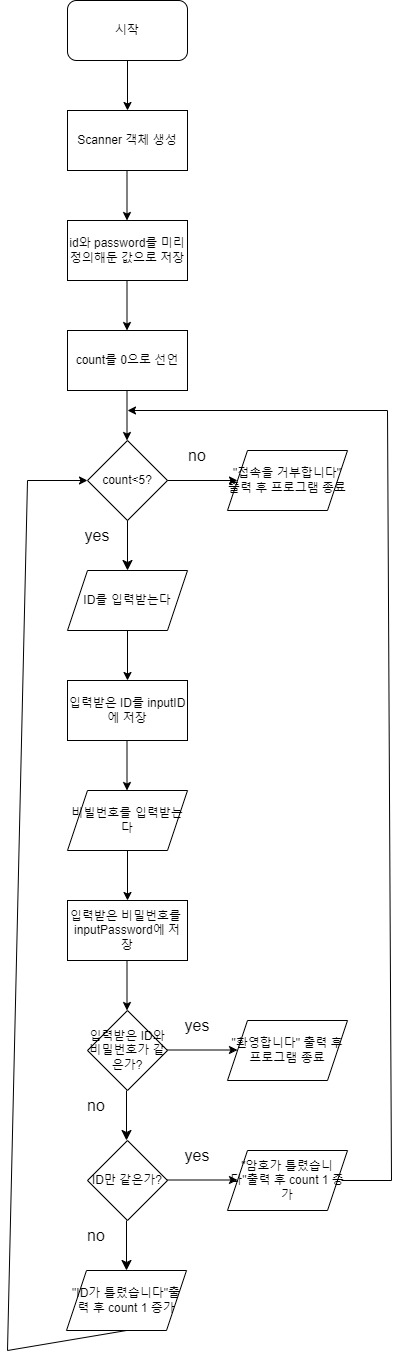 시작
Scanner 객체 생성
id와 password를 미리
정의해둔 값으로 저장
count를 0으로 선언
count<5?
no
"접속을 거부합니다"
출력 후 프로그램 종료
yes
ID를 입력받는다
입력받은 ID를 inputID
에 저장
비빌번호를 입력받는
다
입력받은 비밀번호를
inputPassword에 저
장
입력받은 ID와
비밀번호가 같
은가?
yes
"환영합니다" 출력 후
프로그램 종료
no
ID만 같은가?
yes
"암호가 틀렸습니
다"출력 후 count 1 증
가
no
"ID가 틀렸습니다"출
력 후 count 1 증가